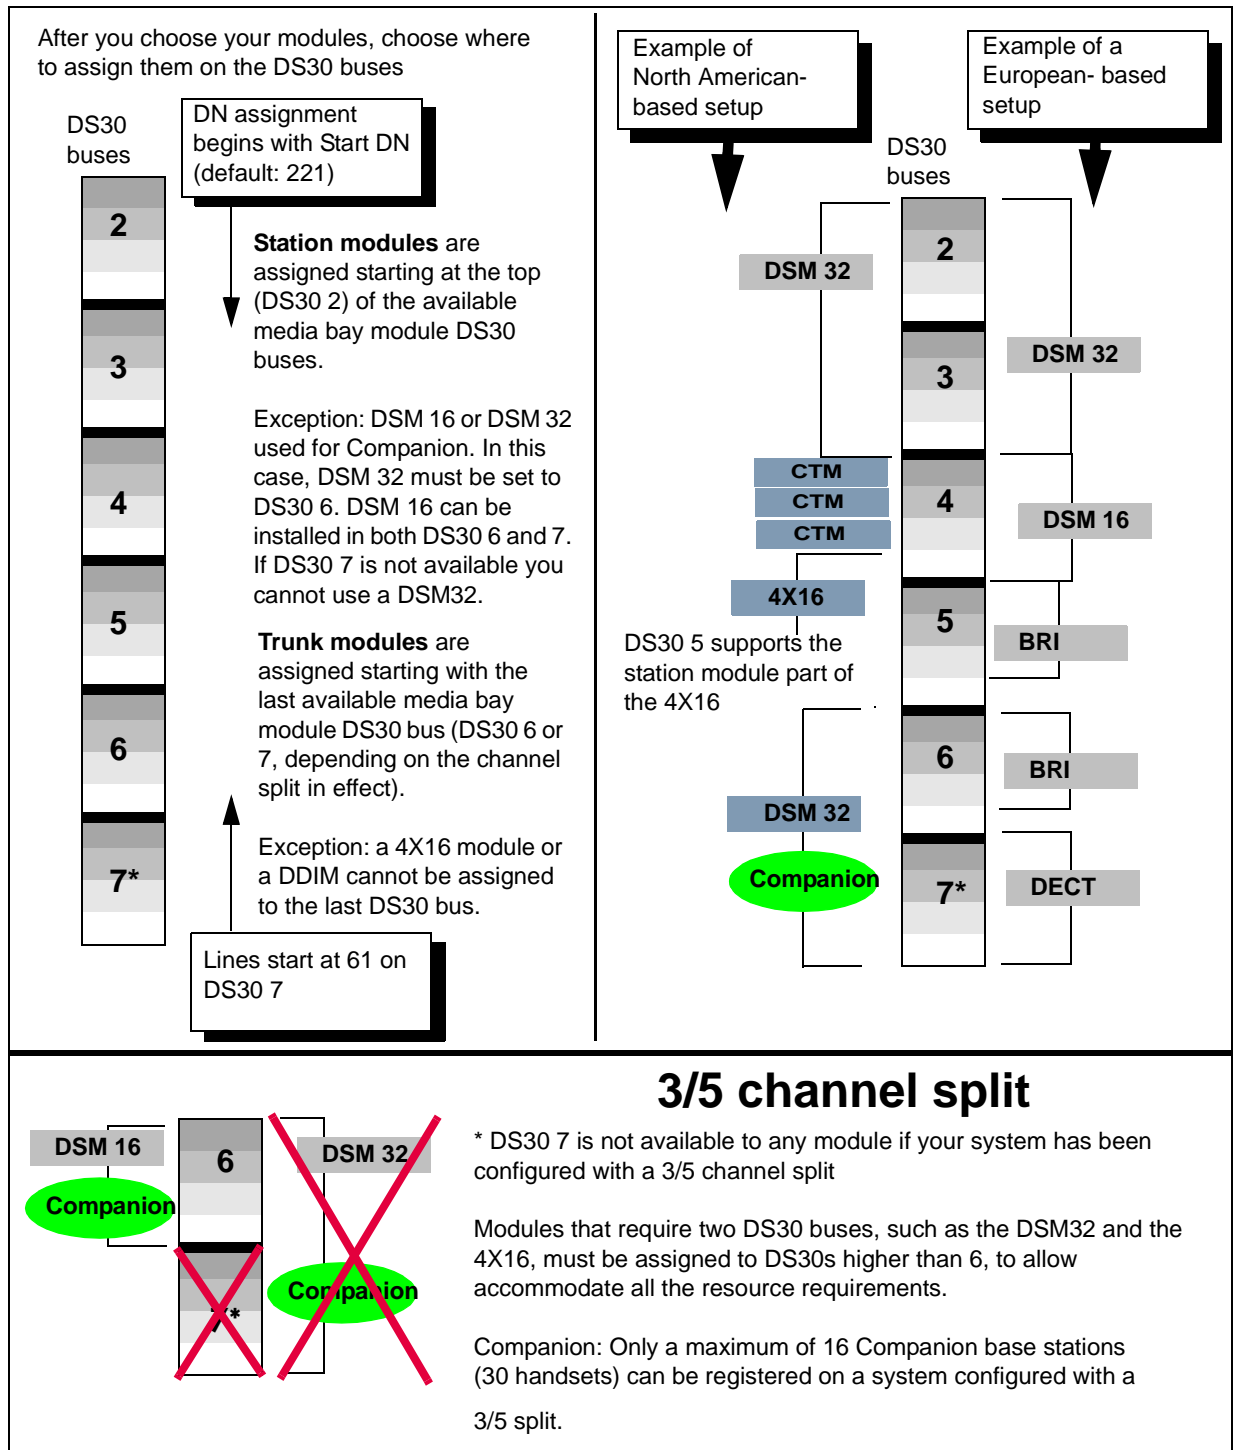 After you choose your modules, choose where
to assign them on the DS30 buses
DS30
buses
DN assignment
begins with Start DN
(default: 221)
2
3
4
5
6
7*
Station modules are
assigned starting at the top
(DS30 2) of the available
media bay module DS30
buses.
Exception: DSM 16 or DSM 32
used for Companion. In this
case, DSM 32 must be set to
DS30 6. DSM 16 can be
installed in both DS30 6 and 7.
If DS30 7 is not available you
cannot use a DSM32.
Trunk modules are
assigned starting with the
last available media bay
module DS30 bus (DS30 6 or
7, depending on the channel
split in effect).
Exception: a 4X16 module or
a DDIM cannot be assigned
to the last DS30 bus.
Lines start at 61 on
DS30 7
Example of
North American-
based setup
Example of a
European- based
setup
DS30
buses
DSM 32
CTM
CTM
CTM
4X16
DS30 5 supports the
station module part of
the 4X16
DSM 32
Companion
2
3
4
5
6
7*
DSM 32
DSM 16
BRI
BRI
DECT
3/5 channel split
DSM 16
Companion
6
7*
DSM 32
Companion
* DS30 7 is not available to any module if your system has been
configured with a 3/5 channel split
Modules that require two DS30 buses, such as the DSM32 and the
4X16, must be assigned to DS30s higher than 6, to allow
accommodate all the resource requirements.
Companion: Only a maximum of 16 Companion base stations
(30 handsets) can be registered on a system configured with a
3/5 split.